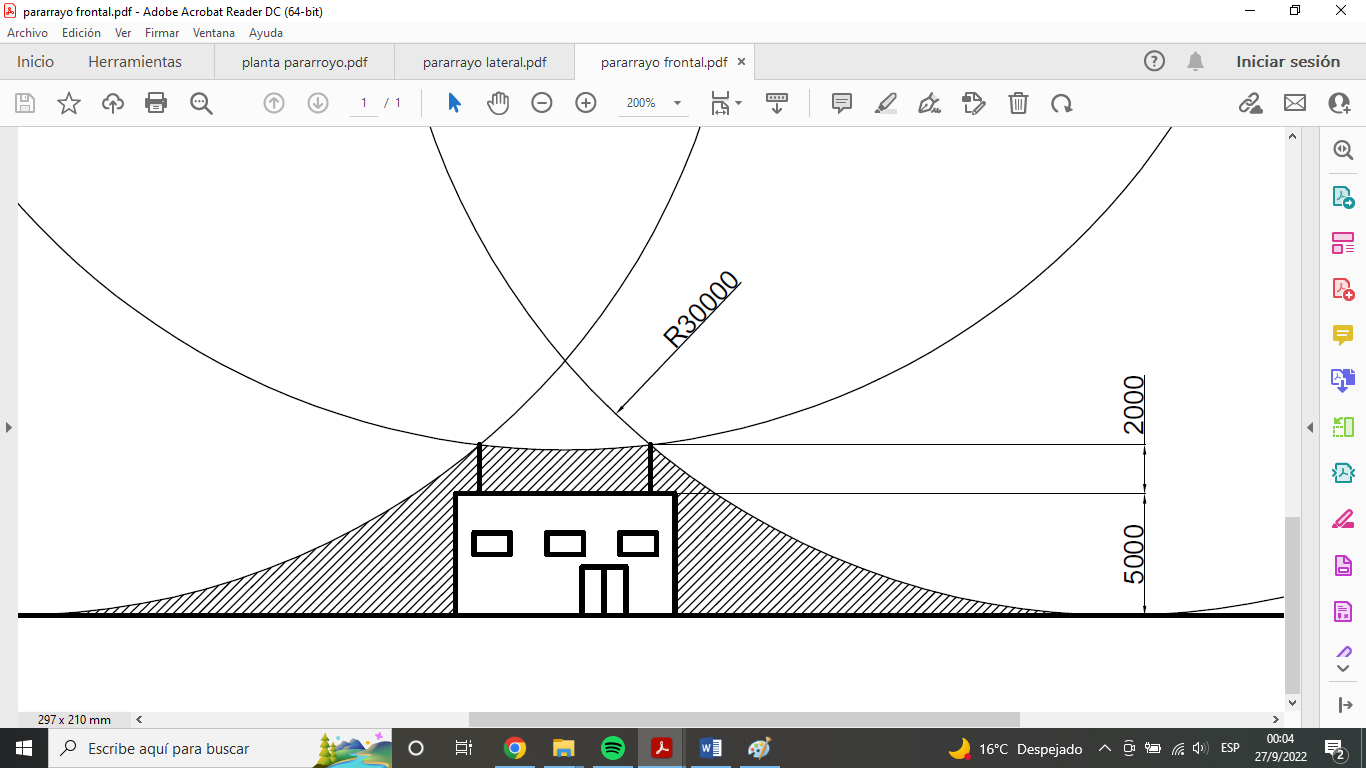 pararrayo frontal.pdf - Adobe Acrobat Reader DC (64-bit)
Archivo Edición Ver Firmar Ventana Ayuda
Inicio Herramientas planta pararroyo.pdf pararrayo lateral.pdf pararrayo frontal.pdf × Iniciar sesión
1 / 1 200%
R30000
2000
5000
297 x 210 mm
Escribe aquí para buscar 16°C Despejado ESP 00:04
27/9/2022 2